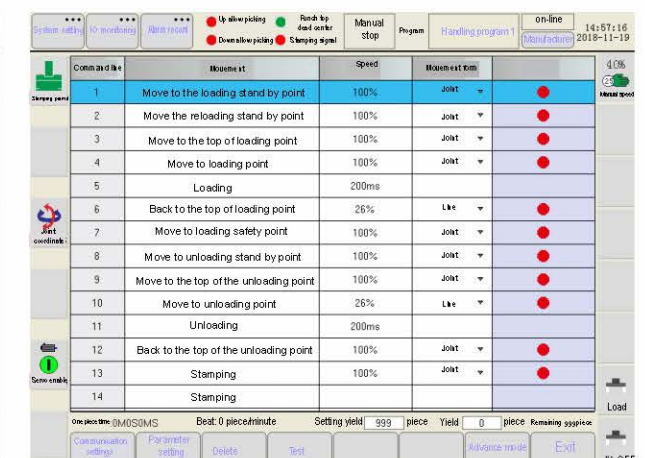 System setting
IO monitoring
Alarm record
Up allow picking
Down allow picking
Punch top dead center
Stamping signal
Manual stop
Program
Handling program 1
on-line
Manufacturer
14:57:16
2018-11-19
Stamping panel
Command line Movement Speed Movement form
1 Move to the loading stand by point 100% Joint
2 Move the reloading stand by point 100% Joint
3 Move to the top of loading point 100% Joint
4 Move to loading point 100% Joint
5 Loading 200ms
6 Back to the top of loading point 26% Line
7 Move to loading safety point 100% Joint
8 Move to unloading stand by point 100% Joint
9 Move to the top of the unloading point 100% Joint
10 Move to unloading point 26% Line
11 Unloading 200ms
12 Back to the top of the unloading point 100% Joint
13 Stamping 100% Joint
14 Stamping
Joint
coordinate
Servo enable
40%
Manual speed
Load
One piece time 0M0S0MS Beat: 0 piece/minute Setting yield 999 piece Yield 0 piece Remaining 999piece
Communication settings
Parameter setting
Delete
Test
Advance mode
Exit